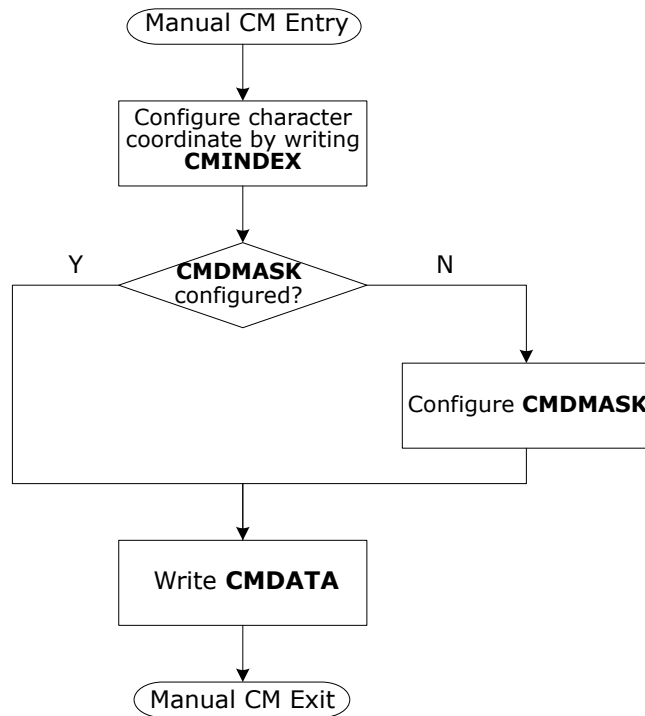 Manual CM Entry
Configure character
coordinate by writing
CMINDEX
Y
CMDMASK
configured?
N
Configure CMDMASK
Write CMDATA
Manual CM Exit